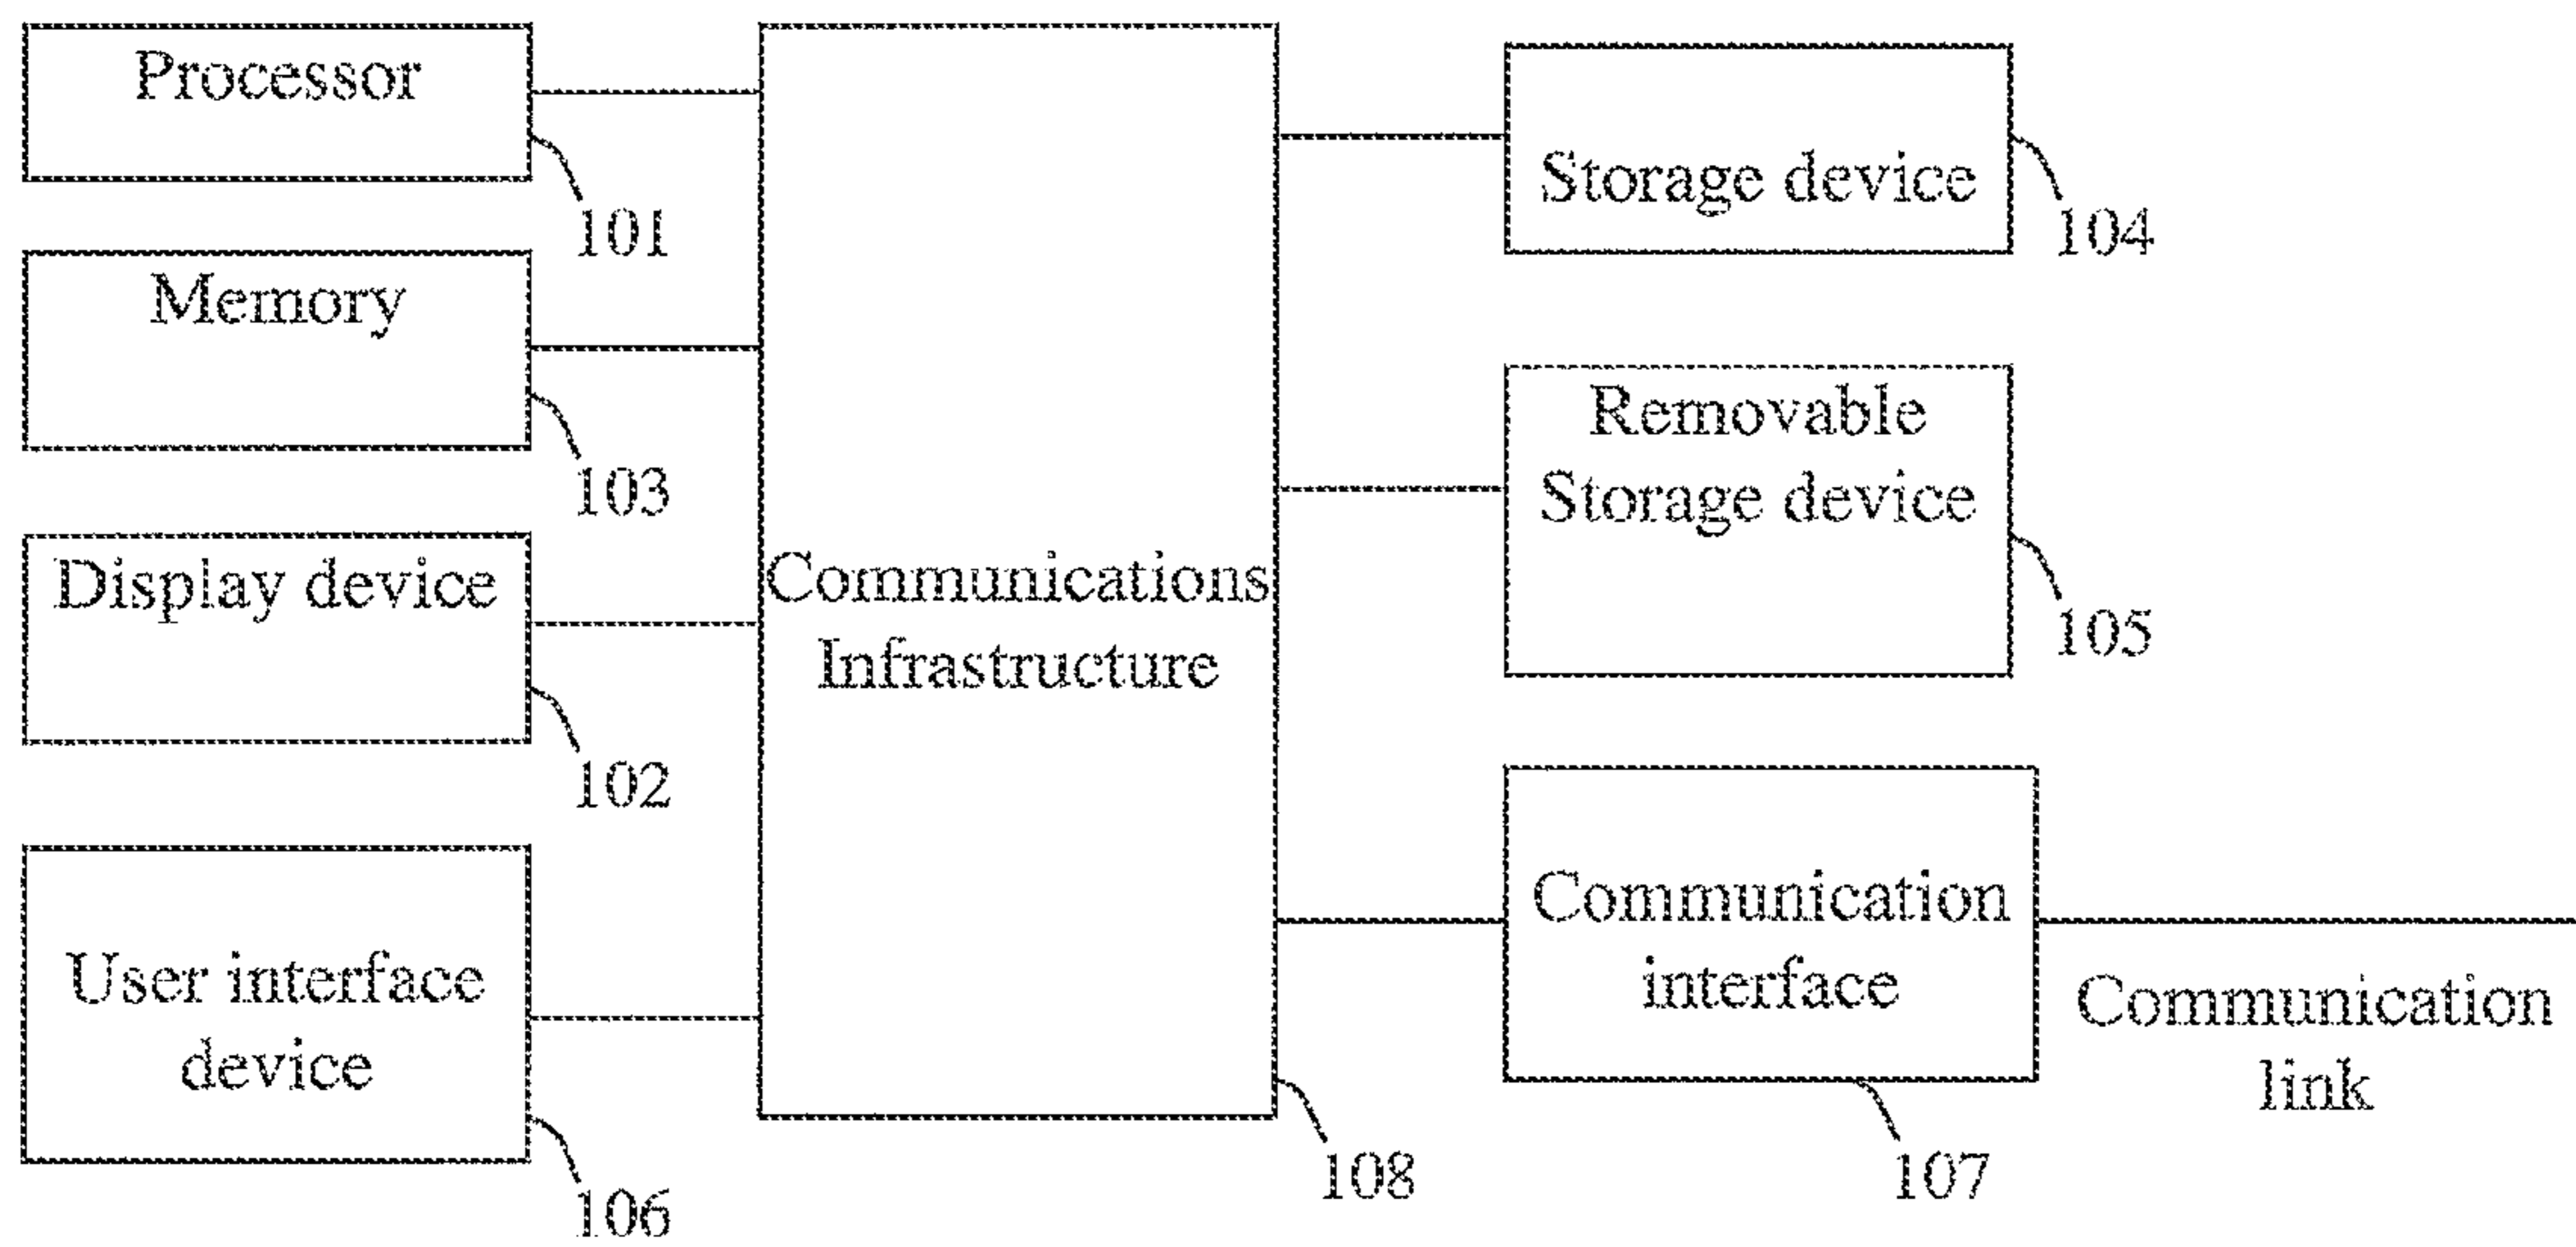 Processor
101
Memory
103
Display device
102
User interface
device
106
Communications
Infrastructure
108
Storage device
104
Removable
Storage device
105
Communication
interface
107
Communication
link